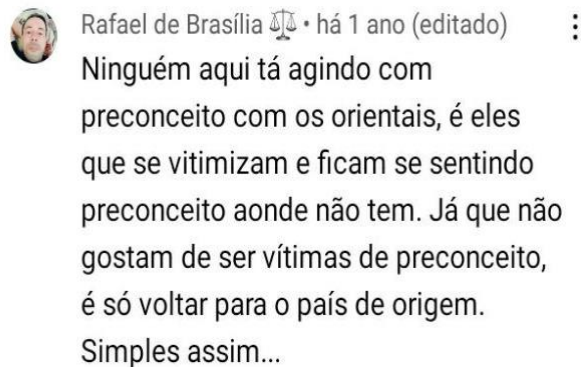 Rafael de Brasília ⚖️ • há 1 ano (editado)
Ninguém aqui tá agindo com
preconceito com os orientais, é eles
que se vitimizam e ficam se sentindo
preconceito aonde não tem. Já que não
gostam de ser vítimas de preconceito,
é só voltar para o país de origem.
Simples assim...